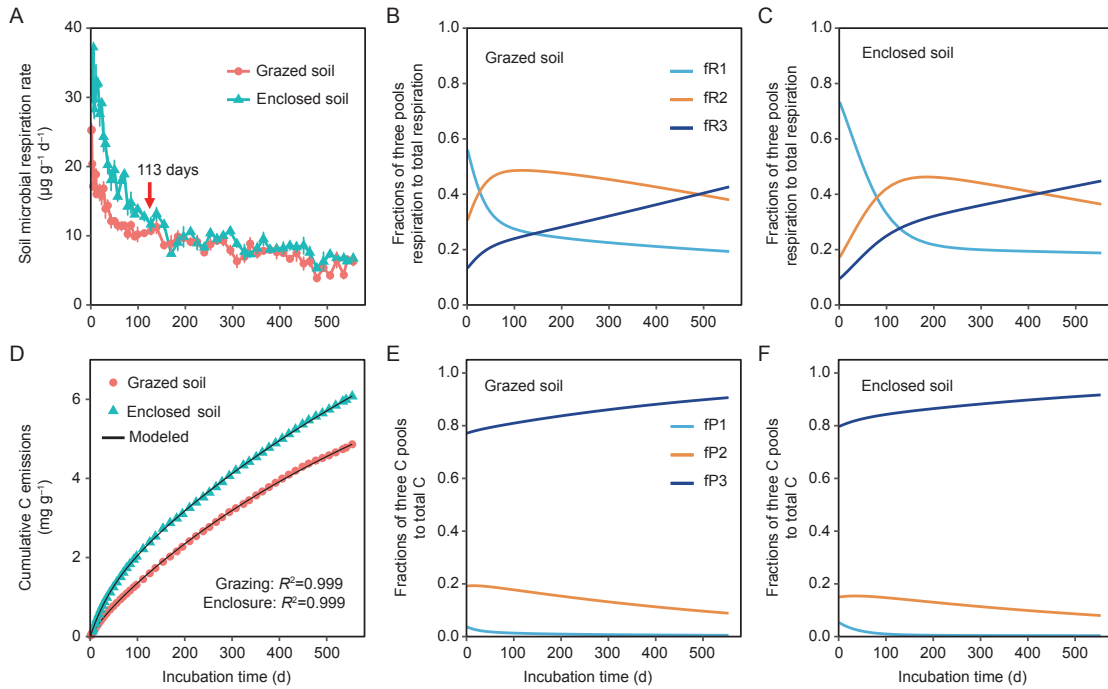 A
Soil microbial respiration rate
(µg g⁻¹ d⁻¹)
40
30
20
10
0
Grazed soil
Enclosed soil
113 days
0 100 200 300 400 500
B
Fractions of three pools
respiration to total respiration
1.0
0.8
0.6
0.4
0.2
0.0
Grazed soil
fR1
fR2
fR3
0 100 200 300 400 500
C
Fractions of three pools
respiration to total respiration
1.0
0.8
0.6
0.4
0.2
0.0
Enclosed soil
0 100 200 300 400 500
D
Cumulative C emissions
(mg g⁻¹)
6
4
2
0
Grazed soil
Enclosed soil
Modeled
Grazing: R²=0.999
Enclosure: R²=0.999
0 100 200 300 400 500
Incubation time (d)
E
Fractions of three C pools
to total C
1.0
0.8
0.6
0.4
0.2
0.0
Grazed soil
fP1
fP2
fP3
0 100 200 300 400 500
Incubation time (d)
F
Fractions of three C pools
to total C
1.0
0.8
0.6
0.4
0.2
0.0
Enclosed soil
0 100 200 300 400 500
Incubation time (d)